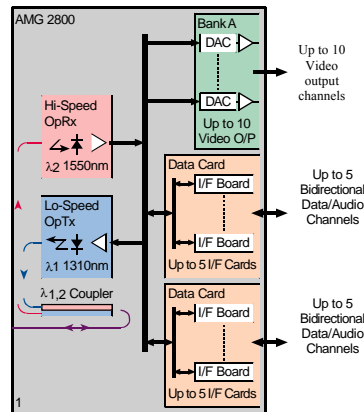 AMG 2800
Bank A
DAC
DAC
Up to 10
Video O/P
Up to 10
Video
output
channels
Hi-Speed
OpRx
λ2 1550nm
Lo-Speed
OpTx
λ1 1310nm
λ1,2 Coupler
Data Card
I/F Board
I/F Board
Up to 5 I/F Cards
Up to 5
Bidirectional
Data/Audio
Channels
Data Card
I/F Board
I/F Board
Up to 5 I/F Cards
Up to 5
Bidirectional
Data/Audio
Channels
1